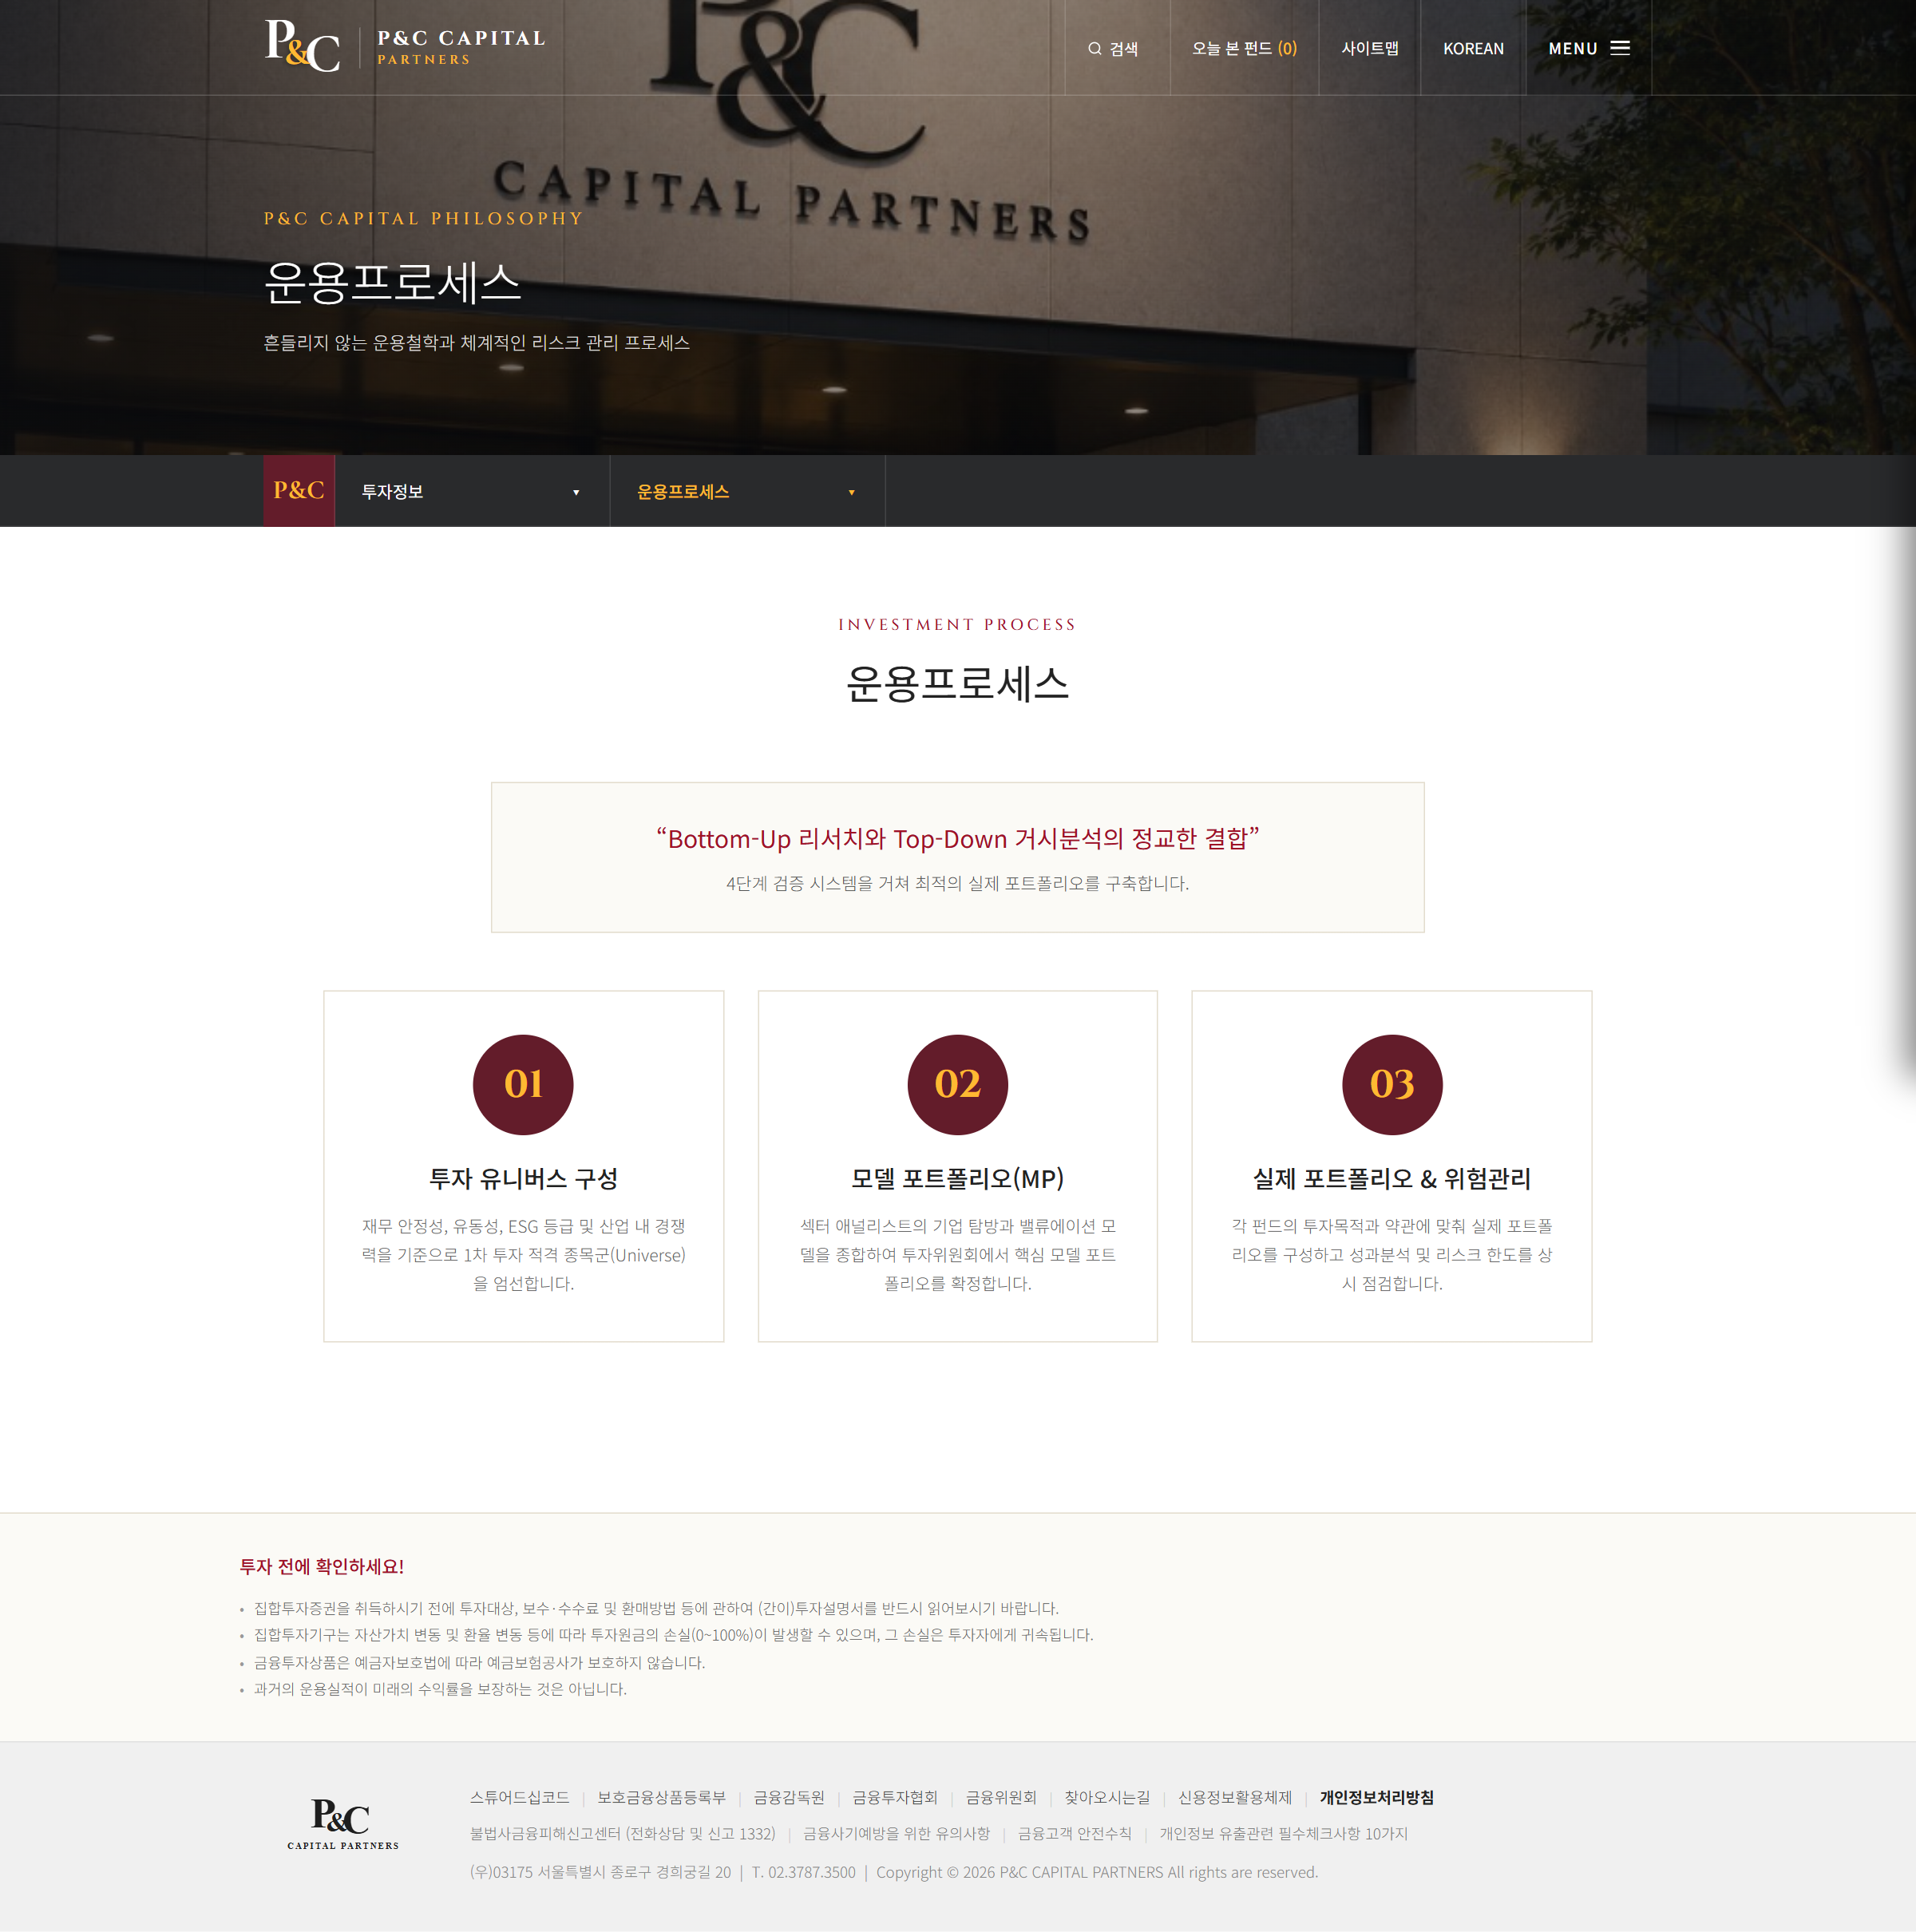 P&C
P&C CAPITAL
PARTNERS
검색
오늘 본 펀드 (0)
사이트맵
KOREAN
MENU
P&C
CAPITAL PARTNERS
P&C CAPITAL PHILOSOPHY
운용프로세스
흔들리지 않는 운용철학과 체계적인 리스크 관리 프로세스
P&C
투자정보
운용프로세스
INVESTMENT PROCESS
운용프로세스
“Bottom-Up 리서치와 Top-Down 거시분석의 정교한 결합”
4단계 검증 시스템을 거쳐 최적의 실제 포트폴리오를 구축합니다.
01
투자 유니버스 구성
재무 안정성, 유동성, ESG 등급 및 산업 내 경쟁
력을 기준으로 1차 투자 적격 종목군(Universe)
을 엄선합니다.
02
모델 포트폴리오(MP)
섹터 애널리스트의 기업 탐방과 밸류에이션 모
델을 종합하여 투자위원회에서 핵심 모델 포트
폴리오를 확정합니다.
03
실제 포트폴리오 & 위험관리
각 펀드의 투자목적과 약관에 맞춰 실제 포트폴
리오를 구성하고 성과분석 및 리스크 한도를 상
시 점검합니다.
투자 전에 확인하세요!
• 집합투자증권을 취득하시기 전에 투자대상, 보수·수수료 및 환매방법 등에 관하여 (간이)투자설명서를 반드시 읽어보시기 바랍니다.
• 집합투자기구는 자산가치 변동 및 환율 변동 등에 따라 투자원금의 손실(0~100%)이 발생할 수 있으며, 그 손실은 투자자에게 귀속됩니다.
• 금융투자상품은 예금자보호법에 따라 예금보험공사가 보호하지 않습니다.
• 과거의 운용실적이 미래의 수익률을 보장하는 것은 아닙니다.
P&C
CAPITAL PARTNERS
스튜어드십코드 | 보호금융상품등록부 | 금융감독원 | 금융투자협회 | 금융위원회 | 찾아오시는길 | 신용정보활용체제 | 개인정보처리방침
불법사금융피해신고센터 (전화상담 및 신고 1332) | 금융사기예방을 위한 유의사항 | 금융고객 안전수칙 | 개인정보 유출관련 필수체크사항 10가지
(우)03175 서울특별시 종로구 경희궁길 20 | T. 02.3787.3500 | Copyright © 2026 P&C CAPITAL PARTNERS All rights are reserved.